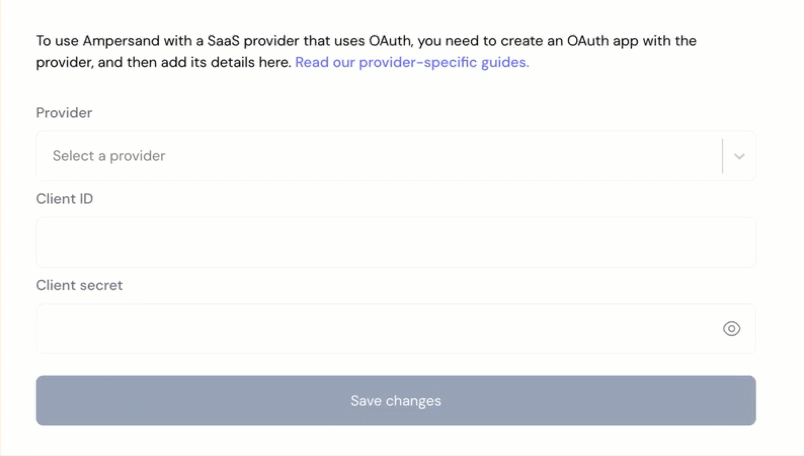 To use Ampersand with a SaaS provider that uses OAuth, you need to create an OAuth app with the
provider, and then add its details here. Read our provider-specific guides.
Provider
Select a provider
Client ID
Client secret
Save changes